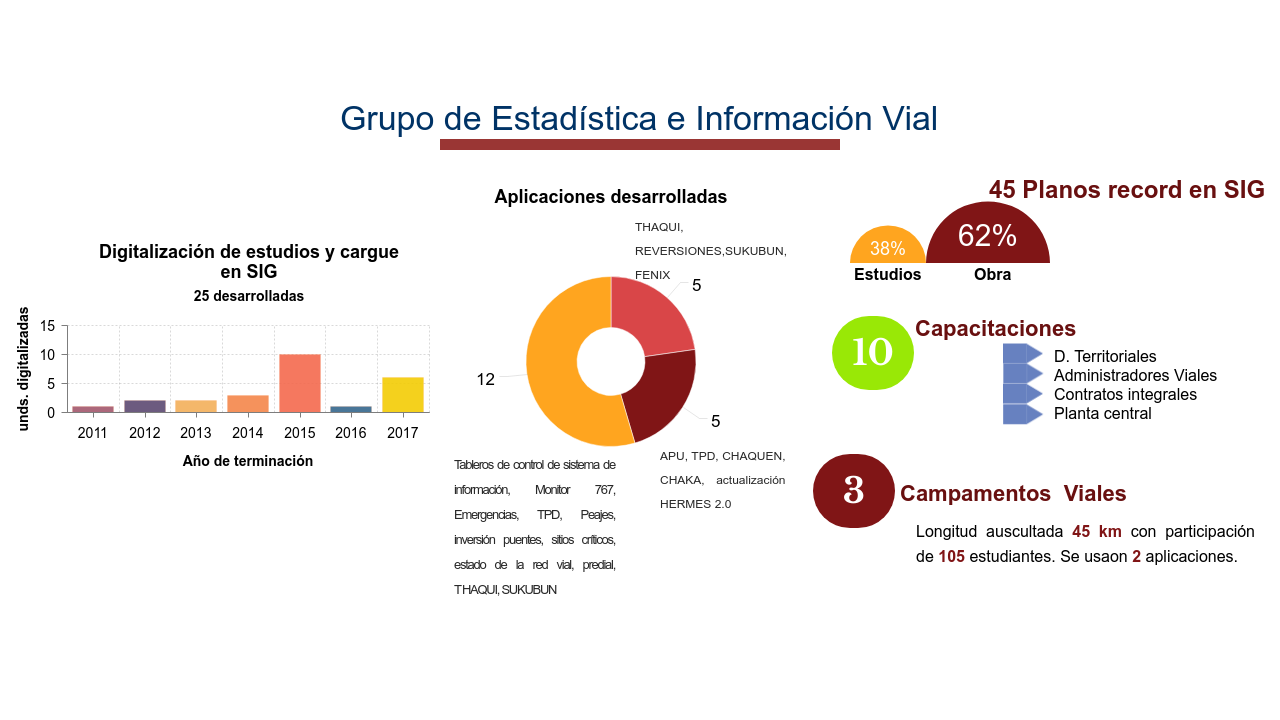 Grupo de Estadística e Información Vial
Digitalización de estudios y cargue
en SIG
25 desarrolladas
unds. digitalizadas
15
10
5
0
2011 2012 2013 2014 2015 2016 2017
Año de terminación
Aplicaciones desarrolladas
THAQUI,
REVERSIONES,SUKUBUN,
FENIX
5
12
5
Tableros de control de sistema de
información, Monitor 767,
Emergencias, TPD, Peajes,
inversión puentes, sitios críticos,
estado de la red vial, predial,
THAQUI, SUKUBUN
APU, TPD, CHAQUEN,
CHAKA, actualización
HERMES 2.0
45 Planos record en SIG
38%
62%
Estudios
Obra
10
Capacitaciones
D. Territoriales
Administradores Viales
Contratos integrales
Planta central
3
Campamentos Viales
Longitud auscultada 45 km con participación
de 105 estudiantes. Se usaon 2 aplicaciones.